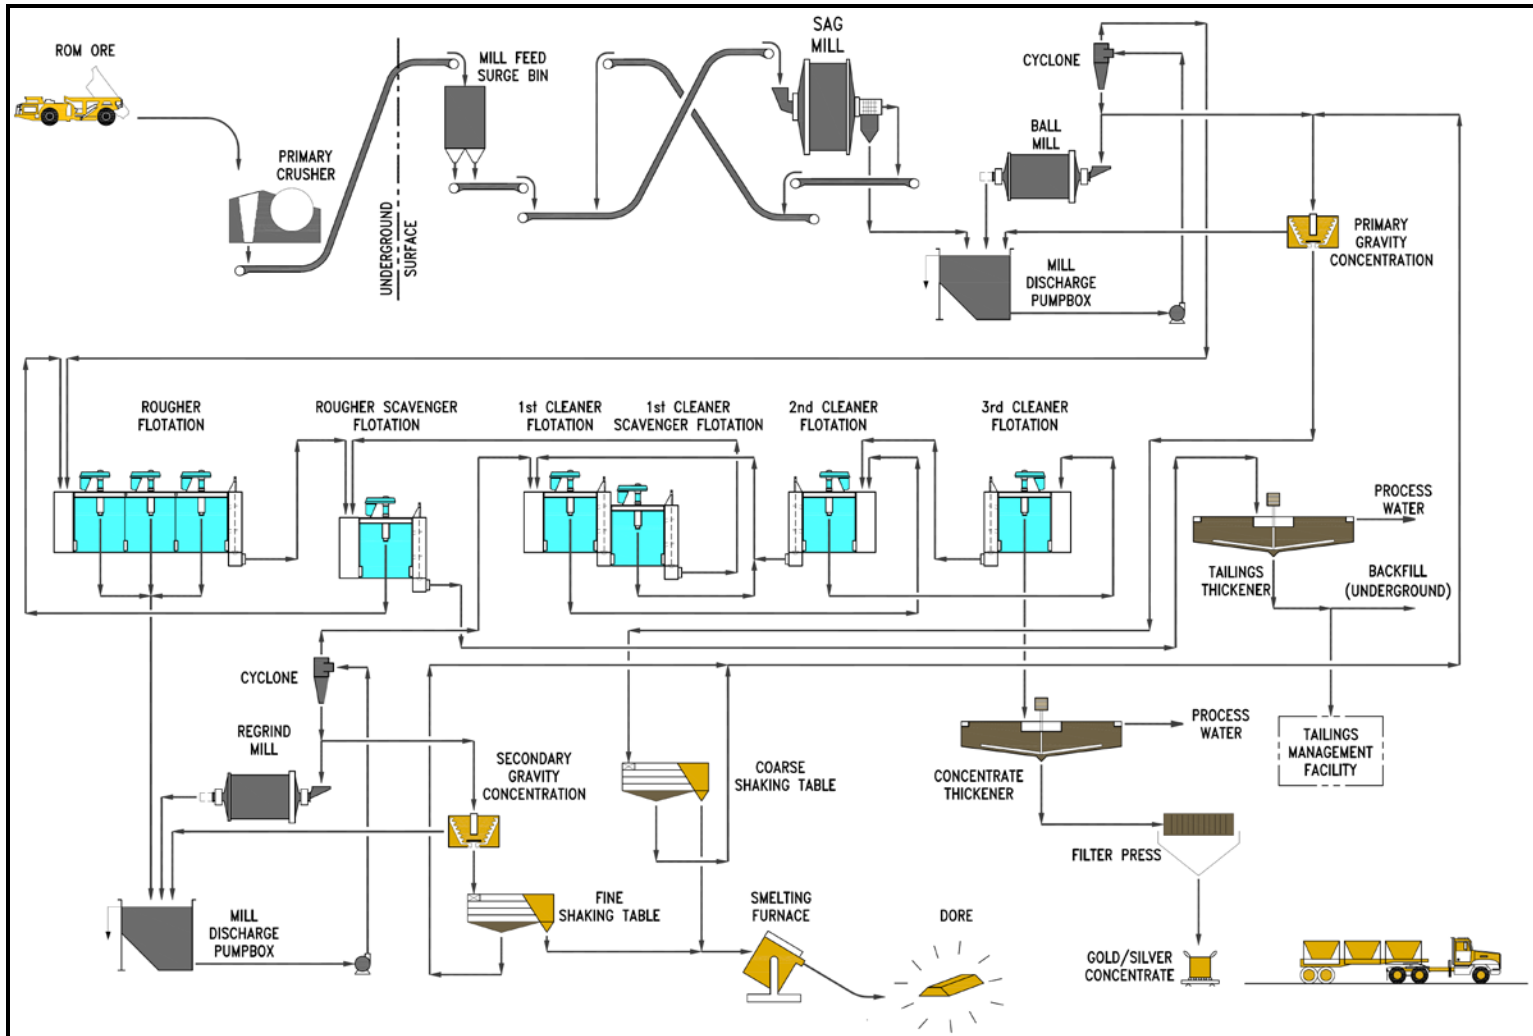 ROM ORE
PRIMARY
CRUSHER
UNDERGROUND
SURFACE
MILL FEED
SURGE BIN
SAG
MILL
CYCLONE
BALL
MILL
MILL
DISCHARGE
PUMPBOX
PRIMARY
GRAVITY
CONCENTRATION
ROUGHER
FLOTATION
ROUGHER SCAVENGER
FLOTATION
1st CLEANER
FLOTATION
1st CLEANER
SCAVENGER FLOTATION
2nd CLEANER
FLOTATION
3rd CLEANER
FLOTATION
PROCESS
WATER
TAILINGS
THICKENER
BACKFILL
(UNDERGROUND)
CYCLONE
REGRIND
MILL
SECONDARY
GRAVITY
CONCENTRATION
COARSE
SHAKING TABLE
PROCESS
WATER
CONCENTRATE
THICKENER
TAILINGS
MANAGEMENT
FACILITY
FILTER PRESS
MILL
DISCHARGE
PUMPBOX
FINE
SHAKING TABLE
SMELTING
FURNACE
DORE
GOLD/SILVER
CONCENTRATE